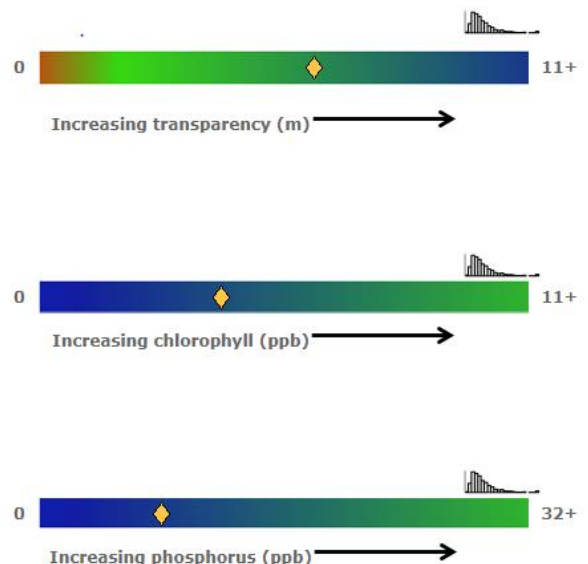 0 11+
Increasing transparency (m)
0 11+
Increasing chlorophyll (ppb)
0 32+
Increasing phosphorus (ppb)